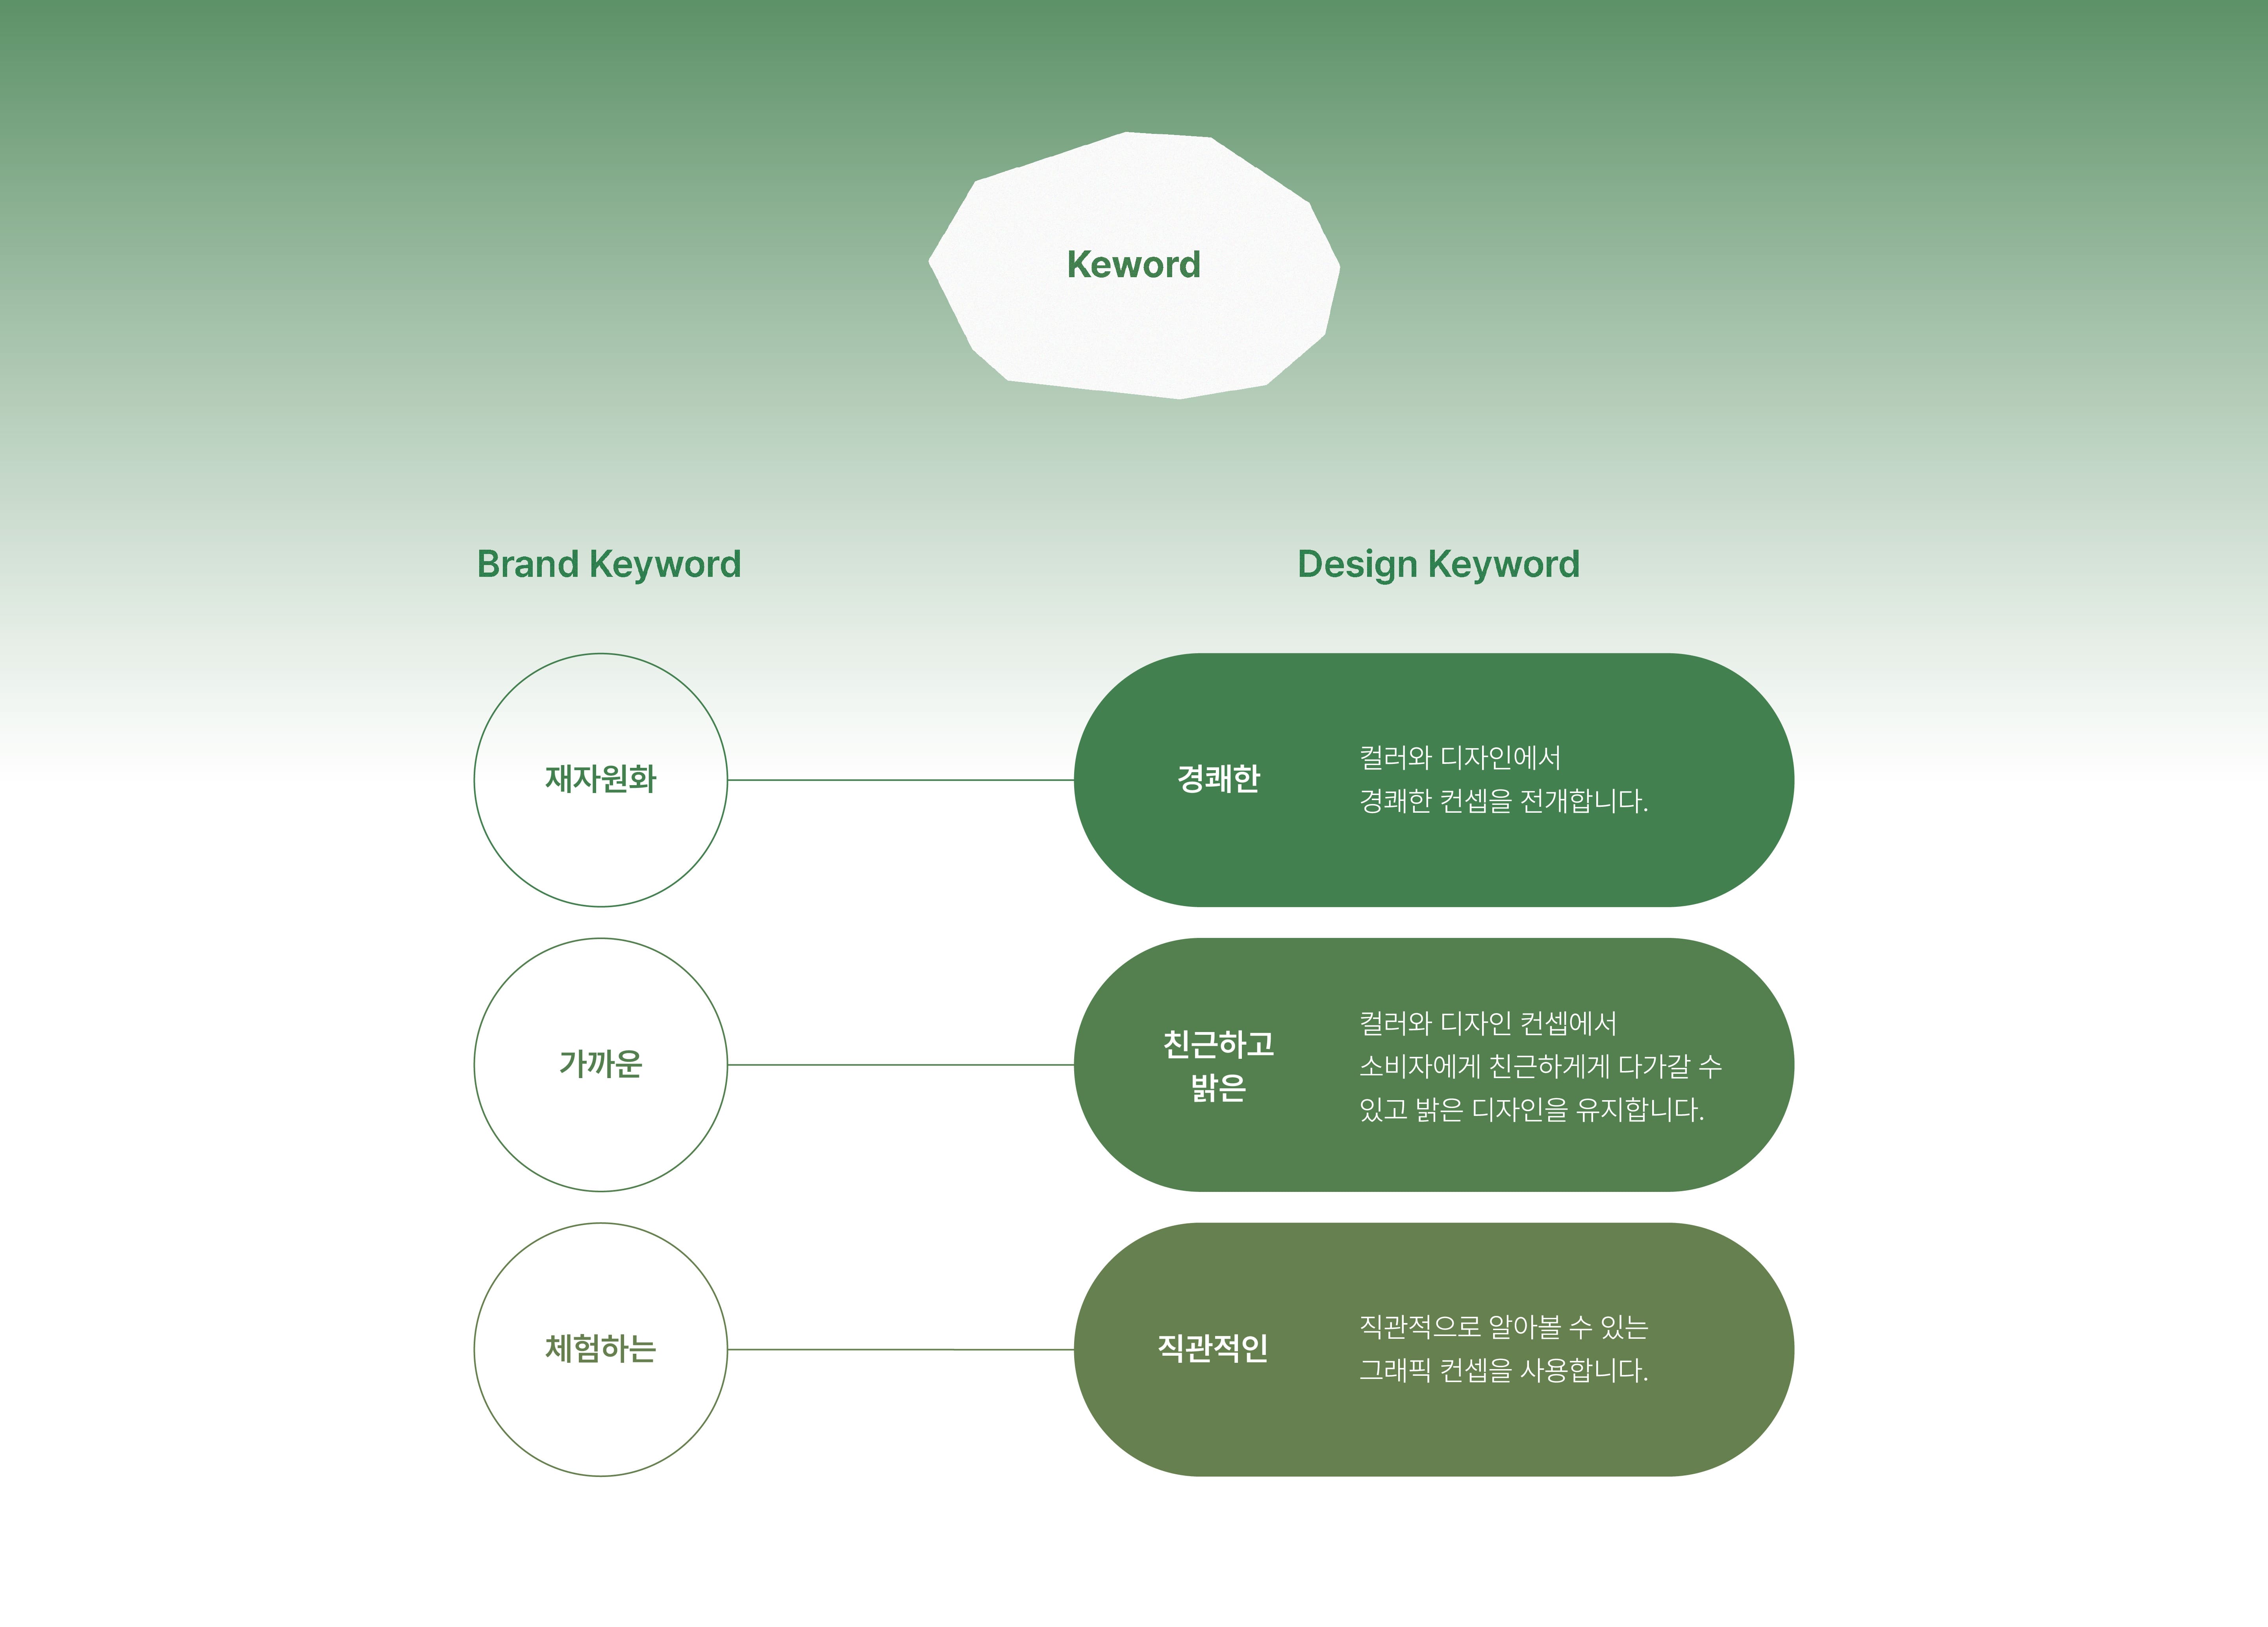 Keword
Brand Keyword
Design Keyword
재자원화
경쾌한
컬러와 디자인에서
경쾌한 컨셉을 전개합니다.
가까운
친근하고
밝은
컬러와 디자인 컨셉에서
소비자에게 친근하게게 다가갈 수
있고 밝은 디자인을 유지합니다.
체험하는
직관적인
직관적으로 알아볼 수 있는
그래픽 컨셉을 사용합니다.